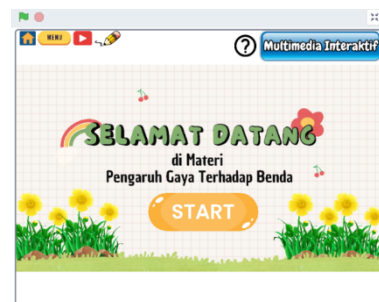 MENU
?
Multimedia Interaktif
SELAMAT DATANG
di Materi
Pengaruh Gaya Terhadap Benda
START